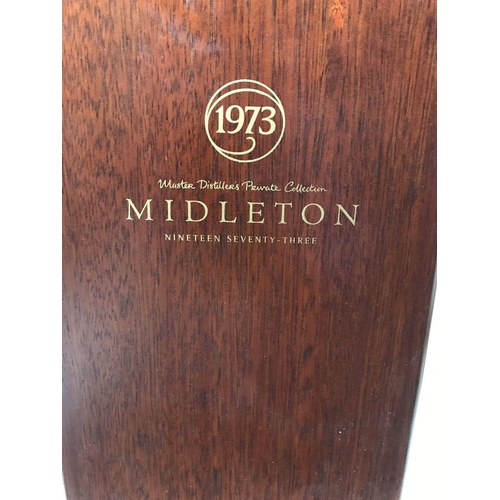 1973
Master Distiller's Private Collection
MIDLETON
NINETEEN SEVENTY-THREE